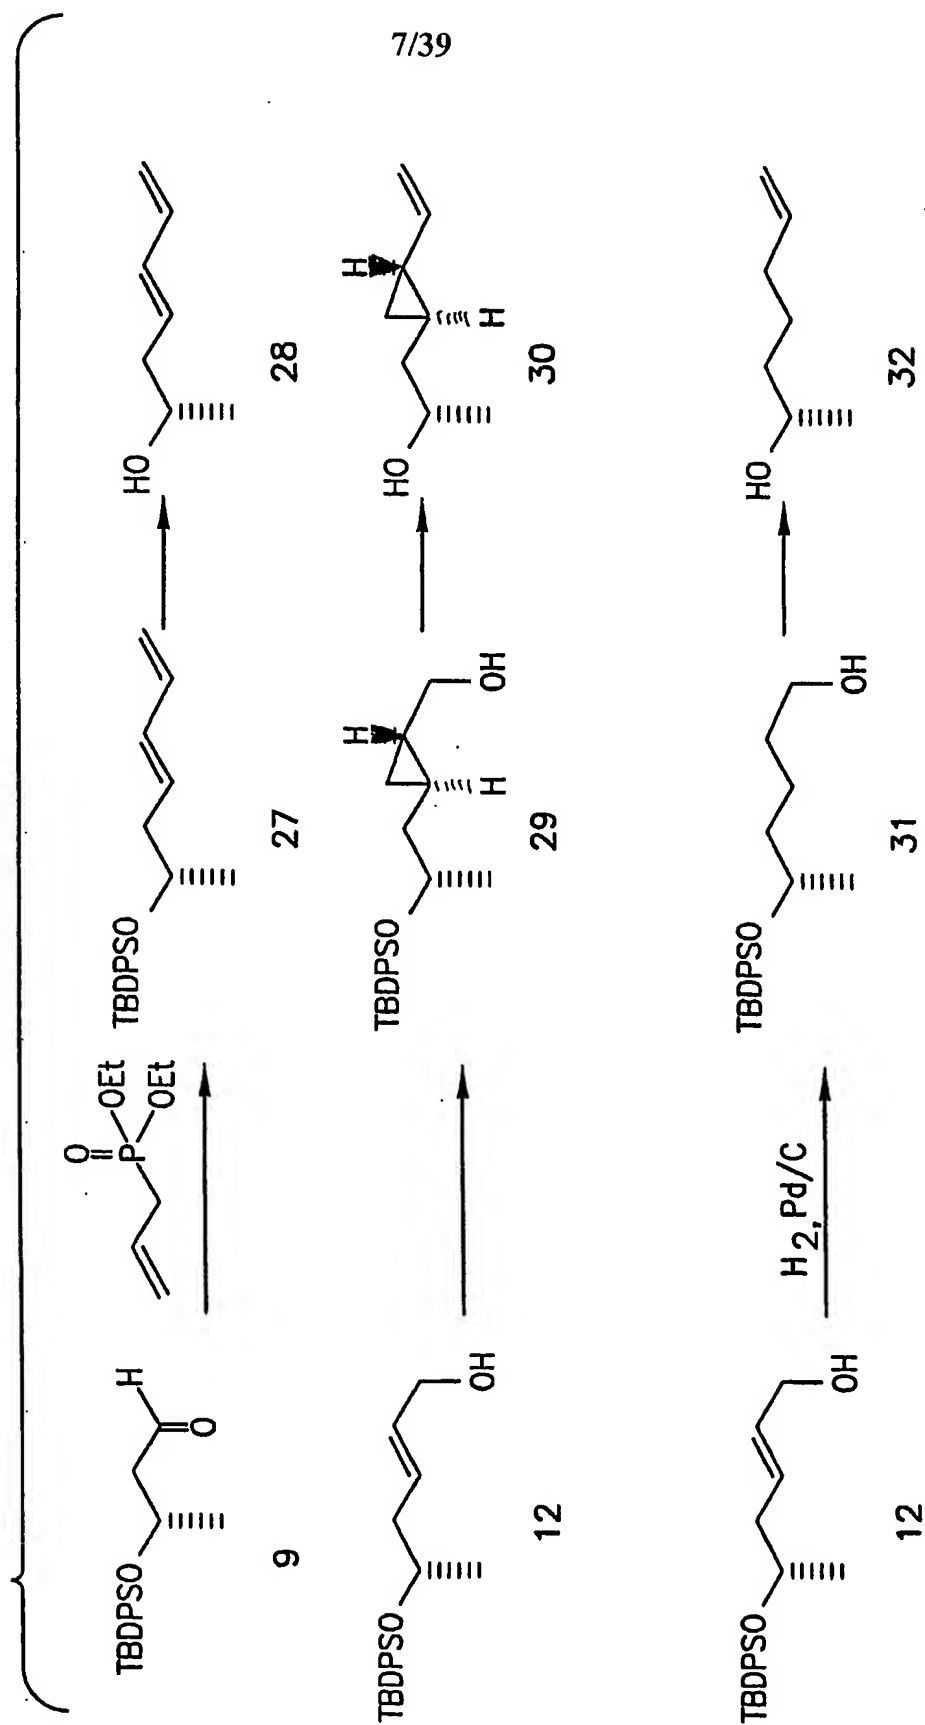 7/39
TBDPSO
H
O
9
O
P
OEt
OEt
TBDPSO
27
HO
28
TBDPSO
OH
12
TBDPSO
H
H
OH
29
HO
H
H
30
TBDPSO
OH
12
H2, Pd/C
TBDPSO
OH
31
HO
32